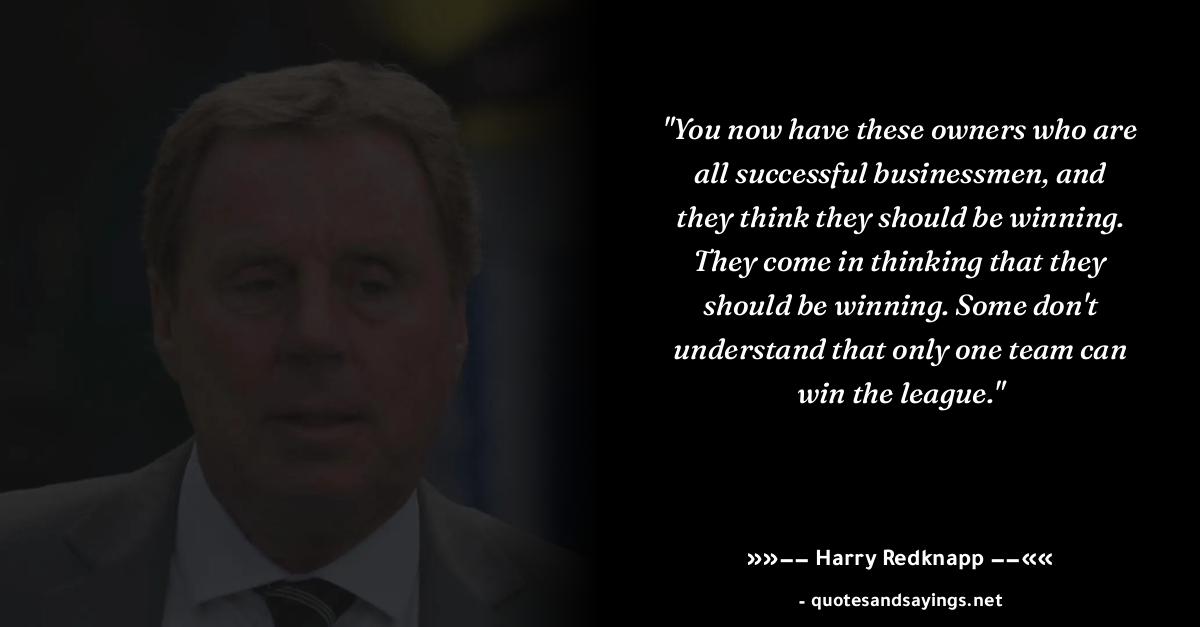 "You now have these owners who are
all successful businessmen, and
they think they should be winning.
They come in thinking that they
should be winning. Some don't
understand that only one team can
win the league."
»»−− Harry Redknapp −−««
- quotesandsayings.net